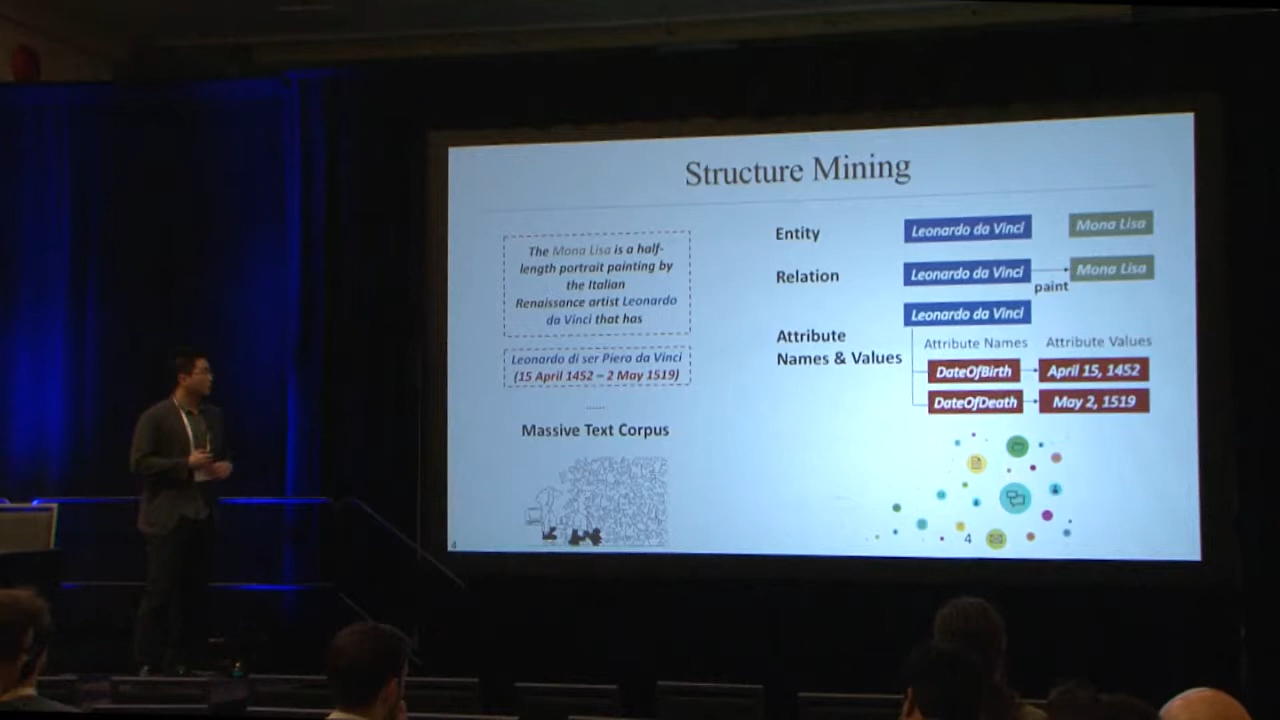 Structure Mining
The Mona Lisa is a half-
length portrait painting by
the Italian
Renaissance artist Leonardo
da Vinci that has
Leonardo di ser Piero da Vinci
(15 April 1452 – 2 May 1519)
......
Massive Text Corpus
Entity
Leonardo da Vinci
Mona Lisa
Relation
Leonardo da Vinci
Mona Lisa
paint
Leonardo da Vinci
Attribute
Names & Values
Attribute Names
Attribute Values
DateOfBirth
April 15, 1452
DateOfDeath
May 2, 1519
4
4